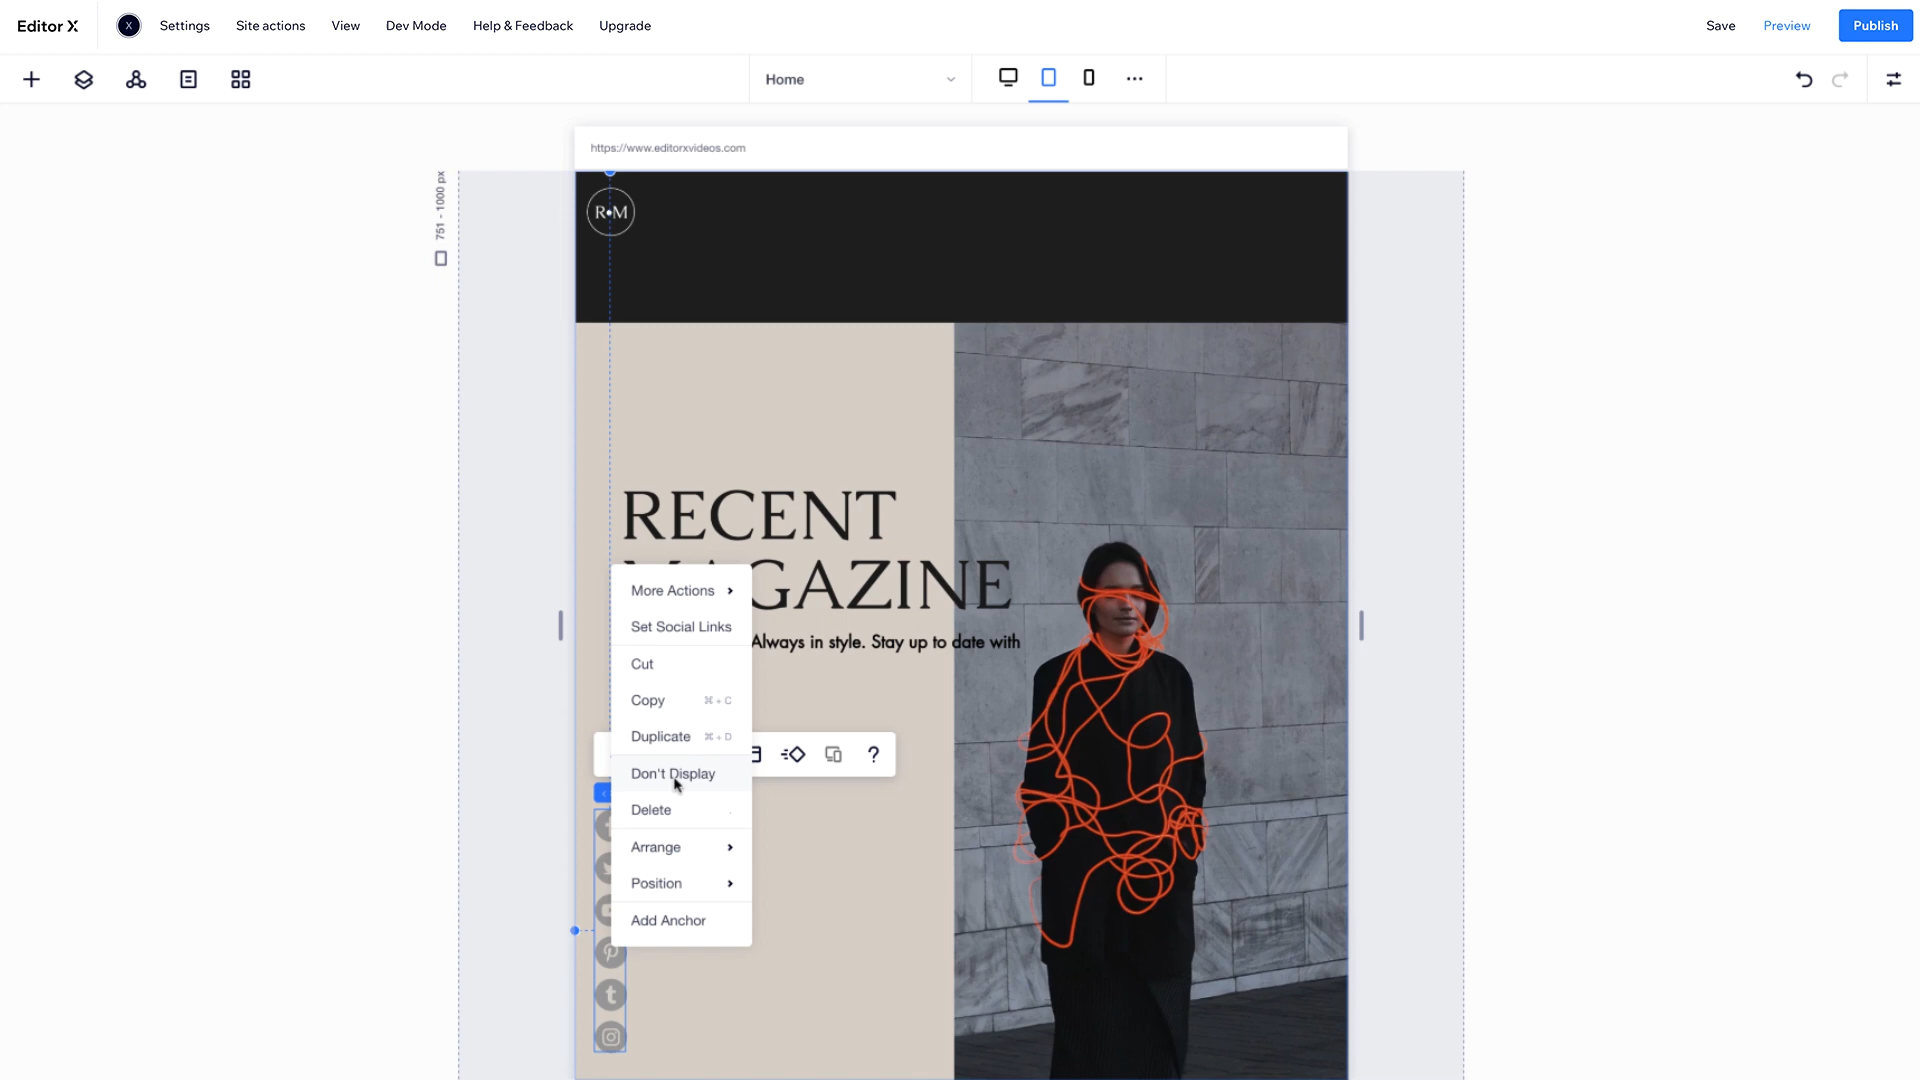 Editor X
X
Settings
Site actions
View
Dev Mode
Help & Feedback
Upgrade
Save
Preview
Publish
Home
https://www.editorxvideos.com
751 - 1000 px
R•M
RECENT
GAZINE
Always in style. Stay up to date with
More Actions
Set Social Links
Cut
Copy ⌘ + C
Duplicate ⌘ + D
Don't Display
Delete
Arrange
Position
Add Anchor
?